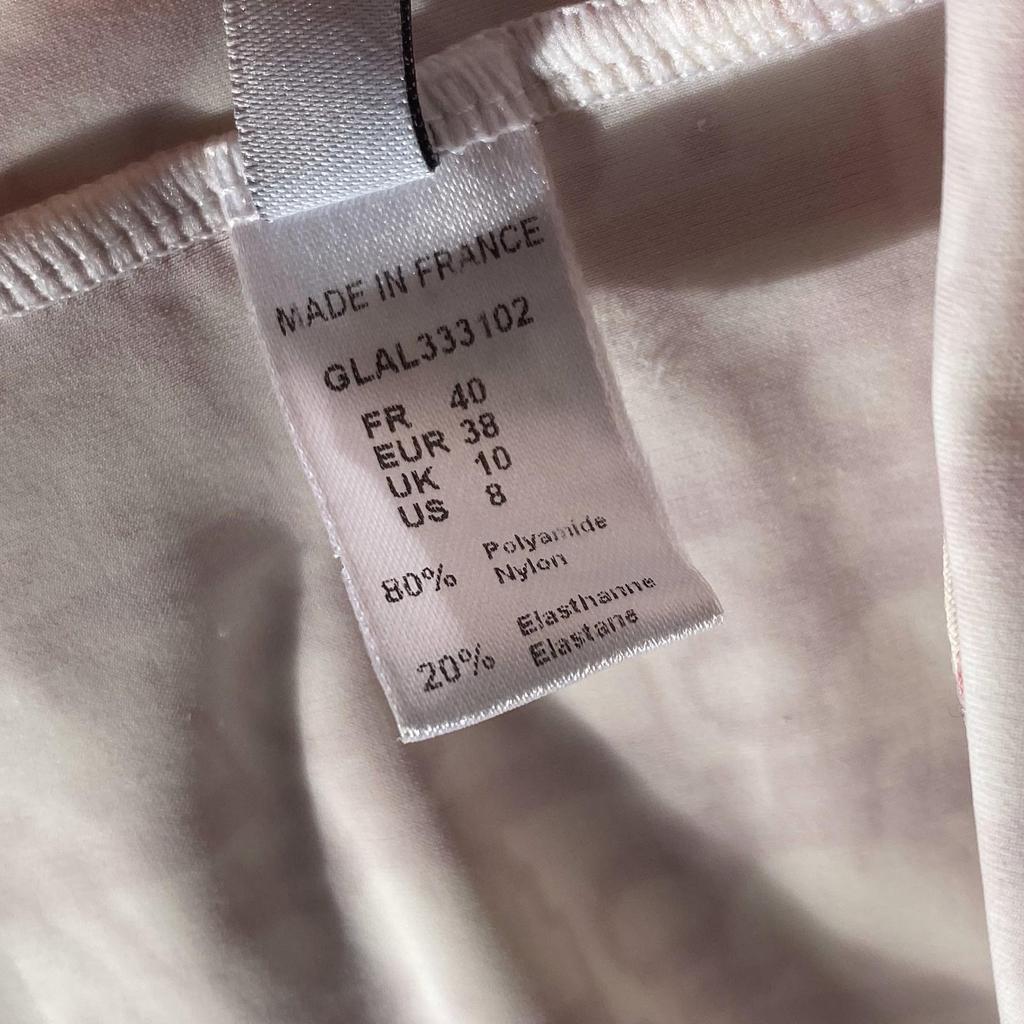 MADE IN FRANCE
GLAL333102
FR 40
EUR 38
UK 10
US 8
80% Polyamide
Nylon
20% Elasthanne
Elastane